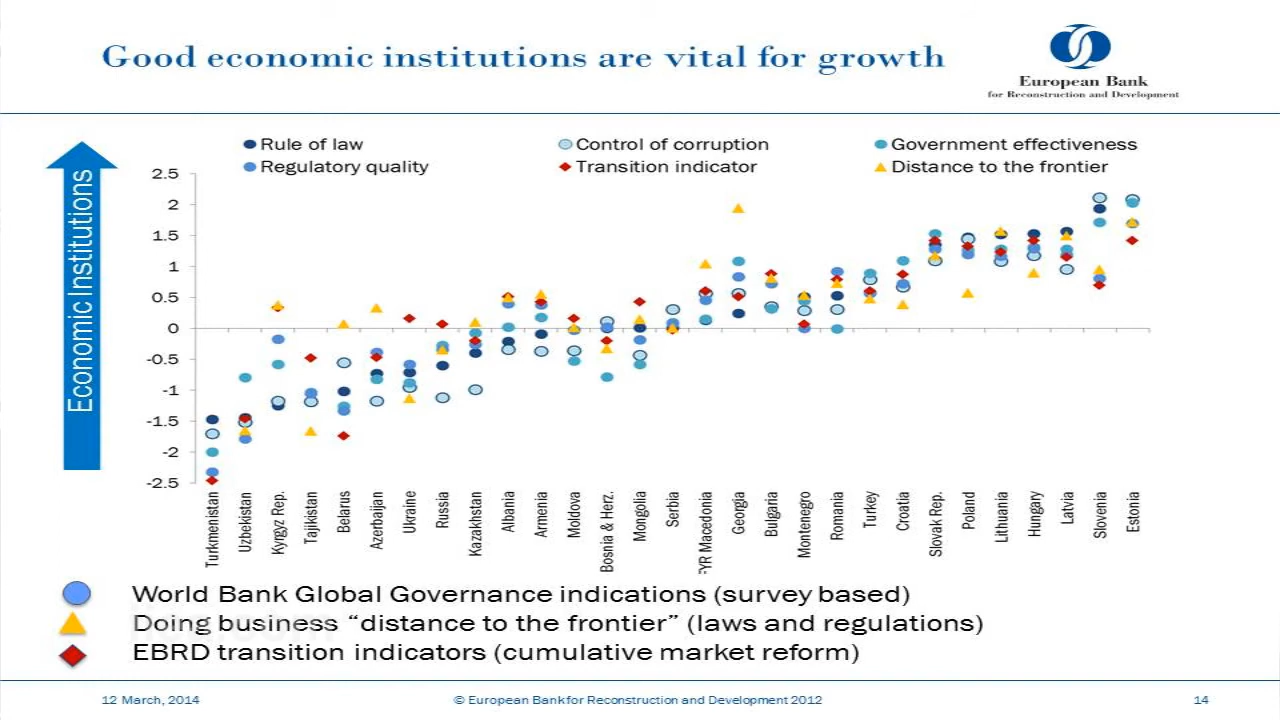 Good economic institutions are vital for growth
European Bank
for Reconstruction and Development
Rule of law
Control of corruption
Government effectiveness
Regulatory quality
Transition indicator
Distance to the frontier
Economic Institutions
2.5
2
1.5
1
0.5
0
-0.5
-1
-1.5
-2
-2.5
Turkmenistan
Uzbekistan
Kyrgyz Rep.
Tajikistan
Belarus
Azerbaijan
Ukraine
Russia
Kazakhstan
Albania
Armenia
Moldova
Bosnia & Herz.
Mongolia
Serbia
FYR Macedonia
Georgia
Bulgaria
Montenegro
Romania
Turkey
Croatia
Slovak Rep.
Poland
Lithuania
Hungary
Latvia
Slovenia
Estonia
World Bank Global Governance indications (survey based)
Doing business “distance to the frontier” (laws and regulations)
EBRD transition indicators (cumulative market reform)
12 March, 2014
© European Bank for Reconstruction and Development 2012
14